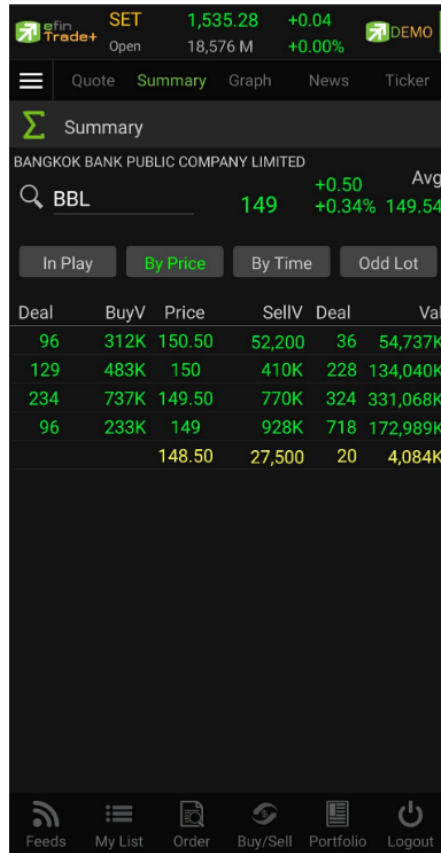 efin Trade+ SET 1,535.28 +0.04 DEMO
Open 18,576 M +0.00%
Quote Summary Graph News Ticker
Σ Summary
BANGKOK BANK PUBLIC COMPANY LIMITED
BBL 149 +0.50 +0.34% Avg 149.54
In Play By Price By Time Odd Lot
Deal BuyV Price SellV Deal Val
96 312K 150.50 52,200 36 54,737K
129 483K 150 410K 228 134,040K
234 737K 149.50 770K 324 331,068K
96 233K 149 928K 718 172,989K
148.50 27,500 20 4,084K
Feeds My List Order Buy/Sell Portfolio Logout